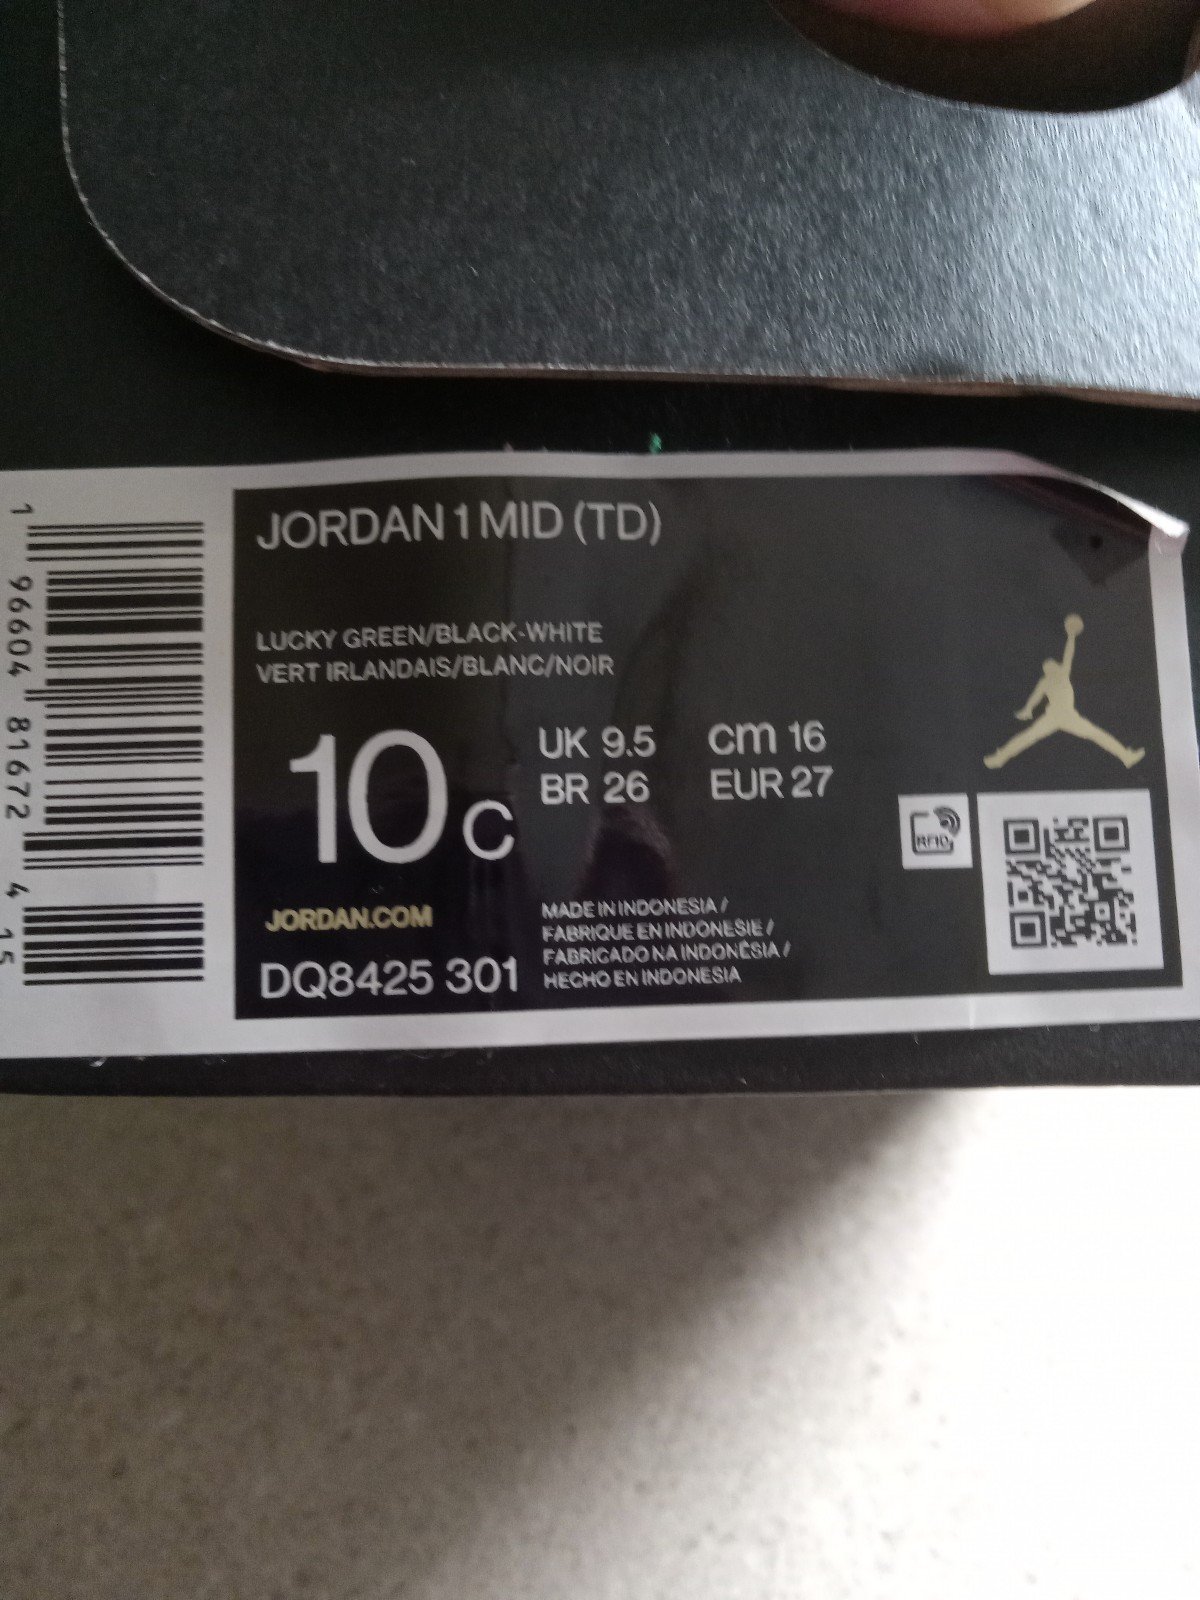 JORDAN 1 MID (TD)
LUCKY GREEN/BLACK-WHITE
VERT IRLANDAIS/BLANC/NOIR
10 C
UK 9.5 cm 16
BR 26 EUR 27
RFID
JORDAN.COM
DQ8425 301
MADE IN INDONESIA /
FABRIQUE EN INDONESIE /
FABRICADO NA INDONÉSIA /
HECHO EN INDONESIA
1 96604 81672 4 15